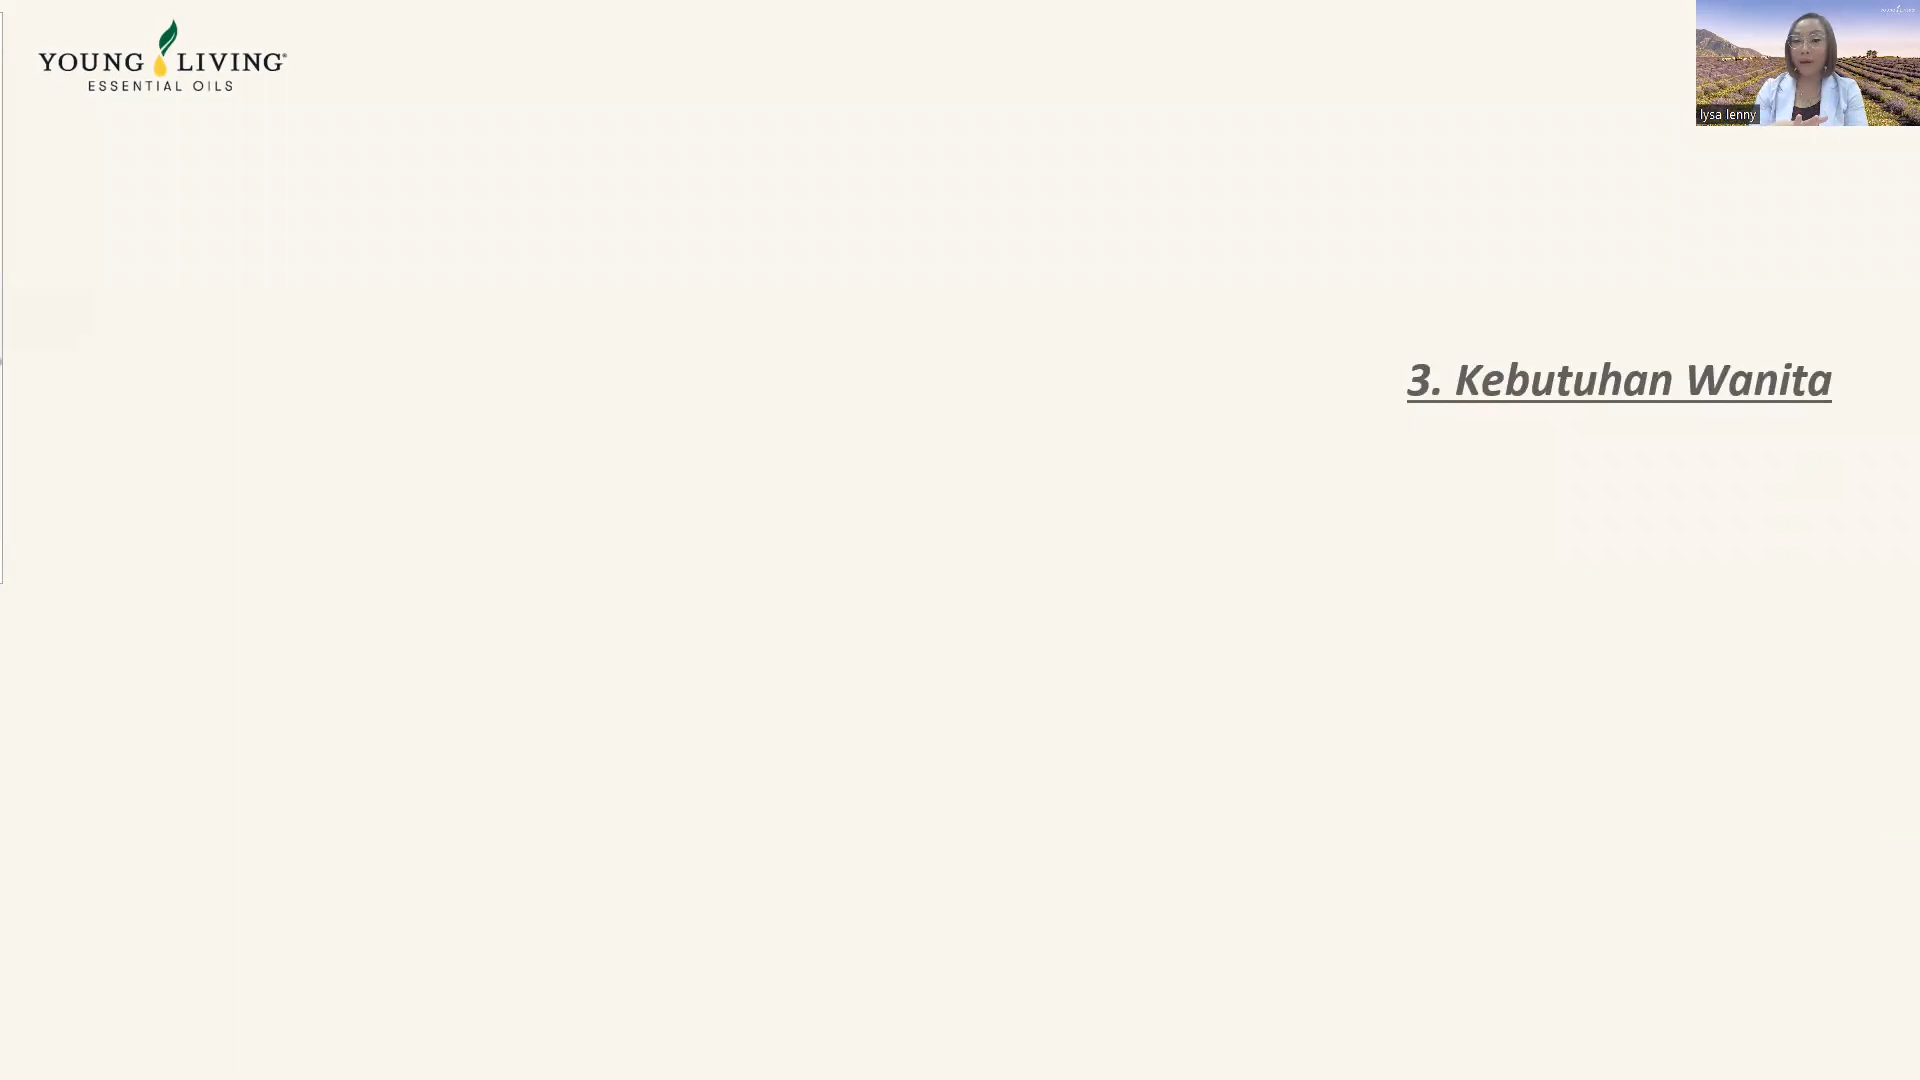 YOUNG LIVING®
ESSENTIAL OILS
lysa lenny
3. Kebutuhan Wanita